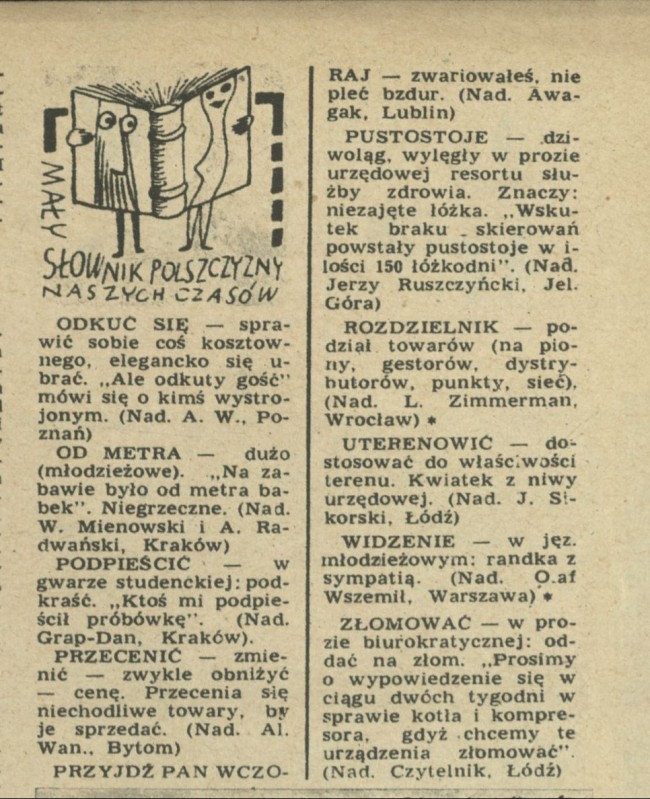 MAŁY
SŁOWNIK POLSZCZYZNY
NASZYCH CZASÓW
ODKUĆ SIĘ — spra-
wić sobie coś kosztow-
nego, elegancko się u-
brać. „Ale odkuty gość"
mówi się o kimś wystro-
jonym. (Nad. A. W., Po-
znań)
OD METRA — dużo
(młodzieżowe). „Na za-
bawie było od metra ba-
bek". Niegrzeczne. (Nad.
W. Mienowski i A. Ra-
dwański, Kraków)
PODPIEŚCIĆ — w
gwarze studenckiej: pod-
kraść. „Ktoś mi podpie-
ścił próbówkę". (Nad.
Grap-Dan, Kraków).
PRZECENIĆ — zmie-
nić — zwykle obniżyć
— cenę. Przecenia się
niechodliwe towary, by
je sprzedać. (Nad. Al.
Wan., Bytom)
PRZYJDŹ PAN WCZO-
RAJ — zwariowałeś, nie
pleć bzdur. (Nad. Awa-
gak, Lublin)
PUSTOSTOJE — dzi-
woląg, wylęgły w prozie
urzędowej resortu słu-
żby zdrowia. Znaczy:
niezajęte łóżka. „Wsku-
tek braku skierowań
powstały pustostoje w i-
lości 150 łóżkodni". (Nad.
Jerzy Ruszczyńcki, Jel.
Góra)
ROZDZIELNIK — po-
dział towarów (na pio-
ny, gestorów, dystry-
butorów, punkty, sieć),
(Nad. L. Zimmerman,
Wrocław) *
UTERENOWIĆ — do-
stosować do właściwości
terenu. Kwiatek z niwy
urzędowej. (Nad. J. Si-
korski, Łódź)
WIDZENIE — w jęz.
młodzieżowym: randka z
sympatią. (Nad. Olaf
Wszemił, Warszawa) *
ZŁOMOWAĆ — w pro-
zie biurokratycznej: od-
dać na złom. „Prosimy
o wypowiedzenie się w
ciągu dwóch tygodni w
sprawie kotła i kompre-
sora, gdyż chcemy te
urządzenia złomować".
(Nad. Czytelnik, Łódź)